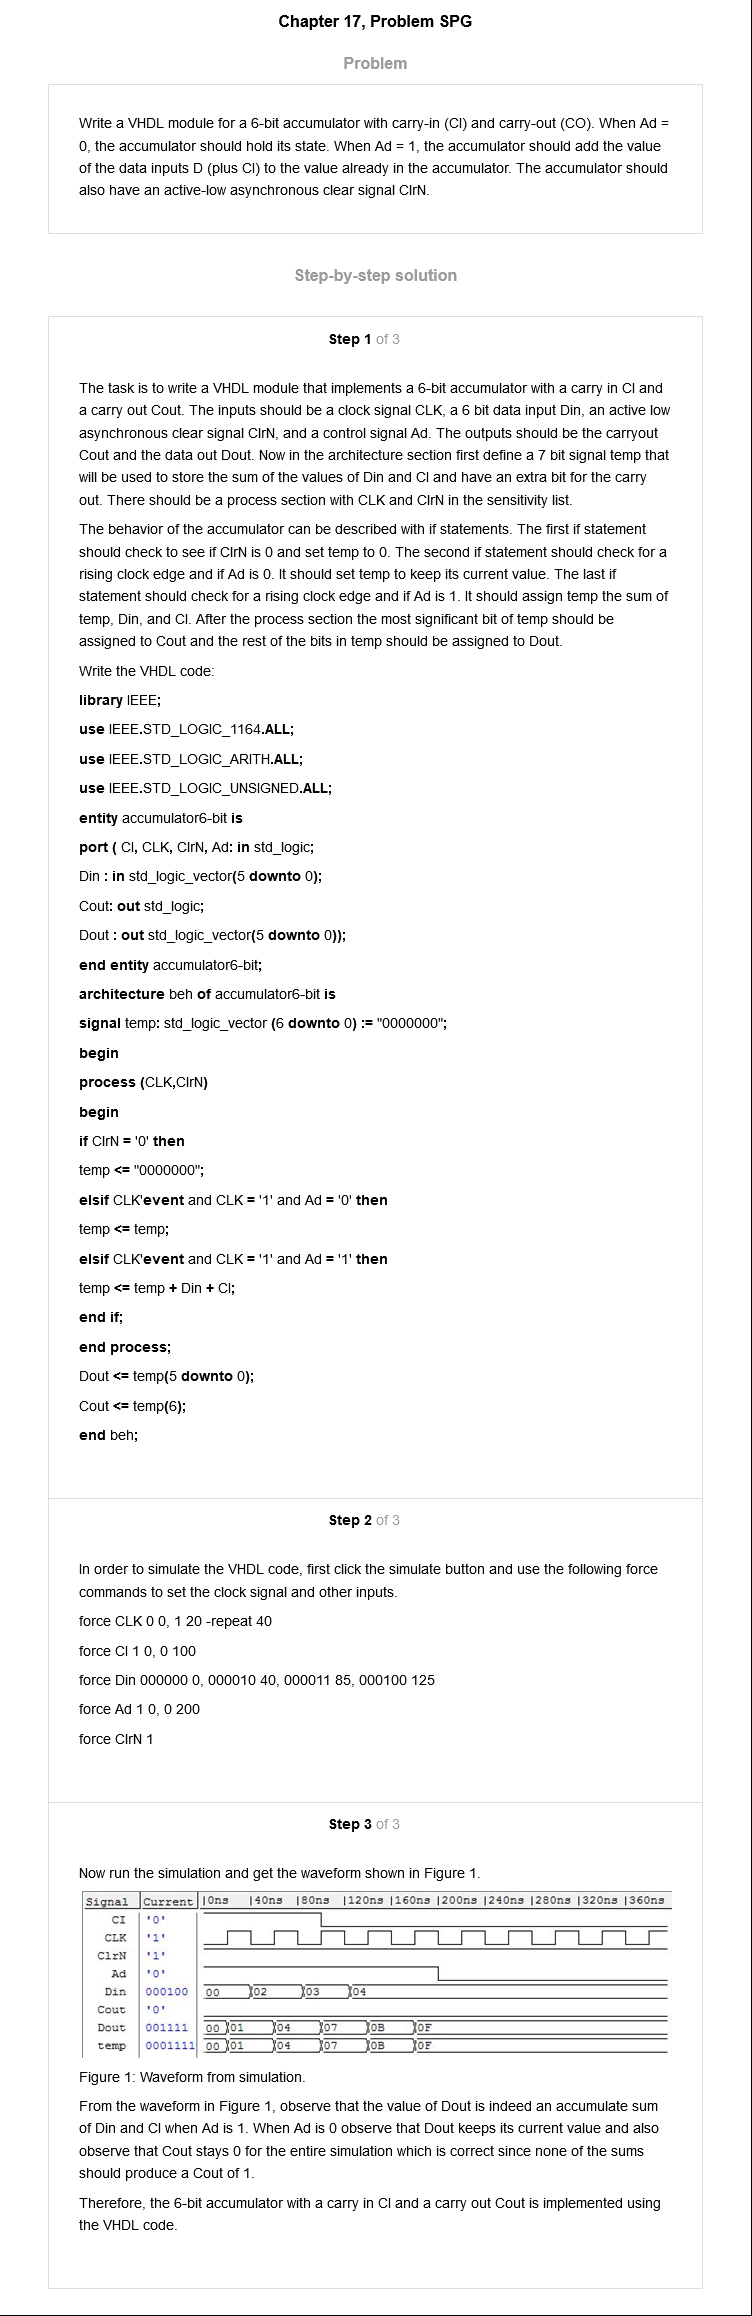 Chapter 17, Problem SPG
Problem
Write a VHDL module for a 6-bit accumulator with carry-in (CI) and carry-out (CO). When Ad =
0, the accumulator should hold its state. When Ad = 1, the accumulator should add the value
of the data inputs D (plus CI) to the value already in the accumulator. The accumulator should
also have an active-low asynchronous clear signal ClrN.
Step-by-step solution
Step 1 of 3
The task is to write a VHDL module that implements a 6-bit accumulator with a carry in CI and
a carry out Cout. The inputs should be a clock signal CLK, a 6 bit data input Din, an active low
asynchronous clear signal ClrN, and a control signal Ad. The outputs should be the carryout
Cout and the data out Dout. Now in the architecture section first define a 7 bit signal temp that
will be used to store the sum of the values of Din and CI and have an extra bit for the carry
out. There should be a process section with CLK and ClrN in the sensitivity list.
The behavior of the accumulator can be described with if statements. The first if statement
should check to see if ClrN is 0 and set temp to 0. The second if statement should check for a
rising clock edge and if Ad is 0. It should set temp to keep its current value. The last if
statement should check for a rising clock edge and if Ad is 1. It should assign temp the sum of
temp, Din, and CI. After the process section the most significant bit of temp should be
assigned to Cout and the rest of the bits in temp should be assigned to Dout.
Write the VHDL code:
library IEEE;
use IEEE.STD_LOGIC_1164.ALL;
use IEEE.STD_LOGIC_ARITH.ALL;
use IEEE.STD_LOGIC_UNSIGNED.ALL;
entity accumulator6-bit is
port ( CI, CLK, ClrN, Ad: in std_logic;
Din : in std_logic_vector(5 downto 0);
Cout: out std_logic;
Dout : out std_logic_vector(5 downto 0));
end entity accumulator6-bit;
architecture beh of accumulator6-bit is
signal temp: std_logic_vector (6 downto 0) := "0000000";
begin
process (CLK,ClrN)
begin
if ClrN = '0' then
temp <= "0000000";
elsif CLK'event and CLK = '1' and Ad = '0' then
temp <= temp;
elsif CLK'event and CLK = '1' and Ad = '1' then
temp <= temp + Din + CI;
end if;
end process;
Dout <= temp(5 downto 0);
Cout <= temp(6);
end beh;
Step 2 of 3
In order to simulate the VHDL code, first click the simulate button and use the following force
commands to set the clock signal and other inputs.
force CLK 0 0, 1 20 -repeat 40
force CI 1 0, 0 100
force Din 000000 0, 000010 40, 000011 85, 000100 125
force Ad 1 0, 0 200
force ClrN 1
Step 3 of 3
Now run the simulation and get the waveform shown in Figure 1.
Signal Current |0ns |40ns |80ns |120ns |160ns |200ns |240ns |280ns |320ns |360ns
CI '0'
CLK '1'
ClrN '1'
Ad '0'
Din 000100 00 02 03 04
Cout '0'
Dout 001111 00 01 04 07 0B 0F
temp 0001111 00 01 04 07 0B 0F
Figure 1: Waveform from simulation.
From the waveform in Figure 1, observe that the value of Dout is indeed an accumulate sum
of Din and CI when Ad is 1. When Ad is 0 observe that Dout keeps its current value and also
observe that Cout stays 0 for the entire simulation which is correct since none of the sums
should produce a Cout of 1.
Therefore, the 6-bit accumulator with a carry in CI and a carry out Cout is implemented using
the VHDL code.